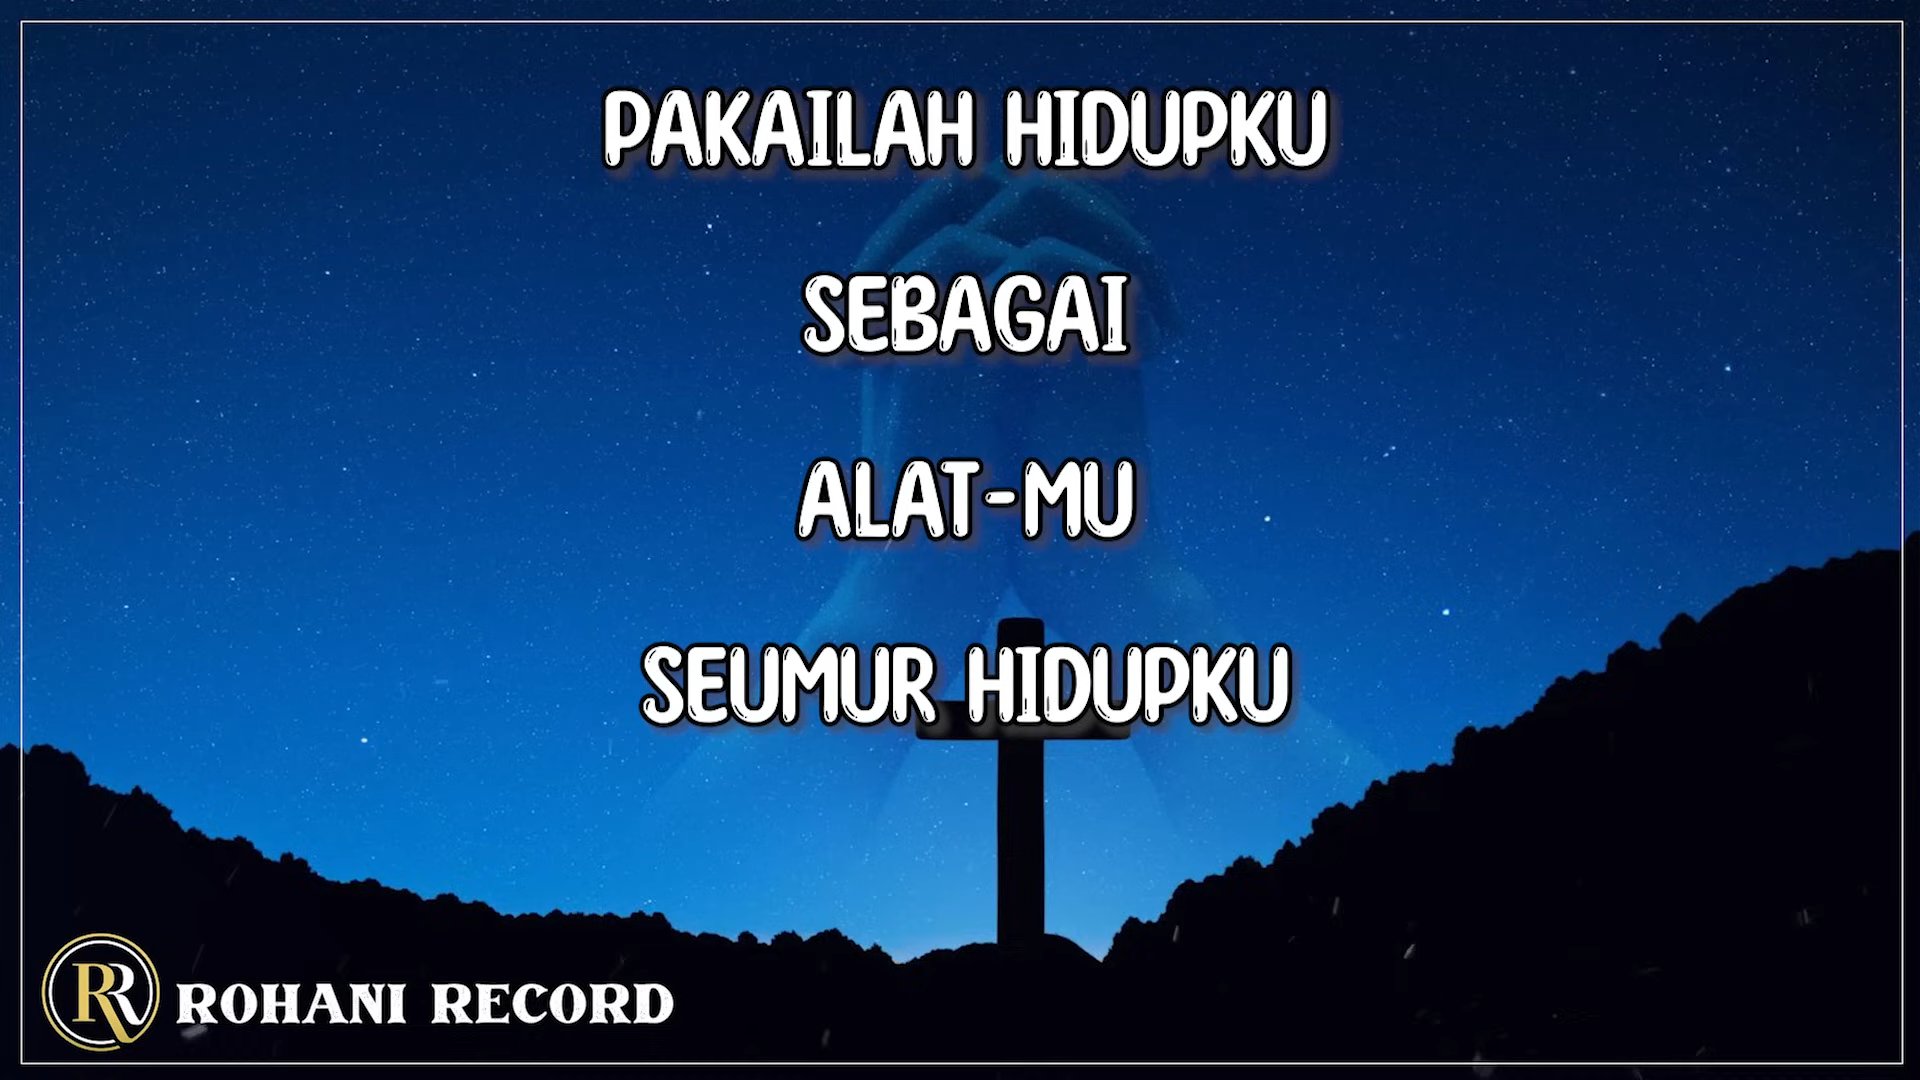 PAKAILAH HIDUPKU
SEBAGAI
ALAT-MU
SEUMUR HIDUPKU
RR ROHANI RECORD